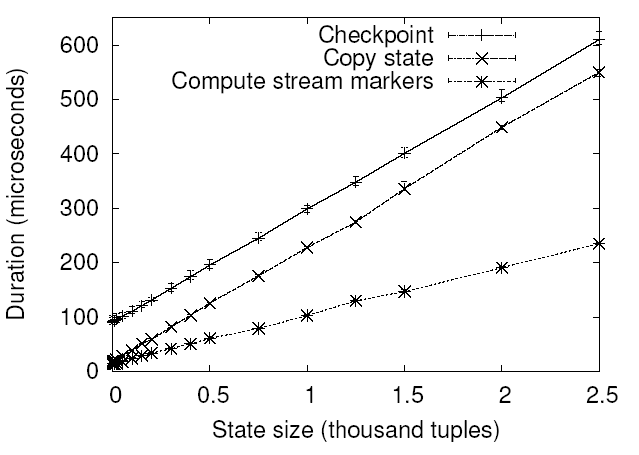 Checkpoint
Copy state
Compute stream markers
Duration (microseconds)
600
500
400
300
200
100
0
0 0.5 1 1.5 2 2.5
State size (thousand tuples)